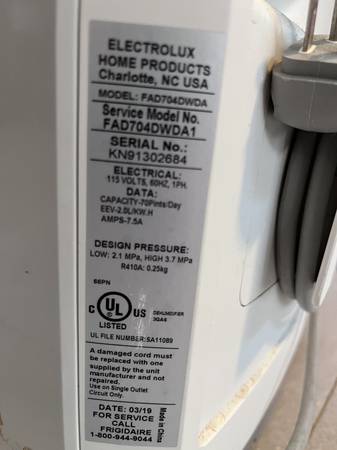 ELECTROLUX
HOME PRODUCTS
Charlotte, NC USA
MODEL: FAD704DWDA
Service Model No.
FAD704DWDA1
SERIAL No.:
KN91302684
ELECTRICAL:
115 VOLTS, 60HZ, 1PH.
DATA:
CAPACITY-70Pints/Day
EEV-2.0L/KW.H
AMPS-7.5A
DESIGN PRESSURE:
LOW: 2.1 MPa, HIGH 3.7 MPa
R410A: 0.25kg
66PN
C UL US
LISTED
DEHUMIDIFIER
3GA4
UL FILE NUMBER:SA11089
A damaged cord must
be replaced with one
supplied by the unit
manufacturer and not
repaired.
Use on Single Outlet
Circuit Only.
DATE: 03/19
FOR SERVICE
CALL
FRIGIDAIRE
1-800-944-9044
Made in China